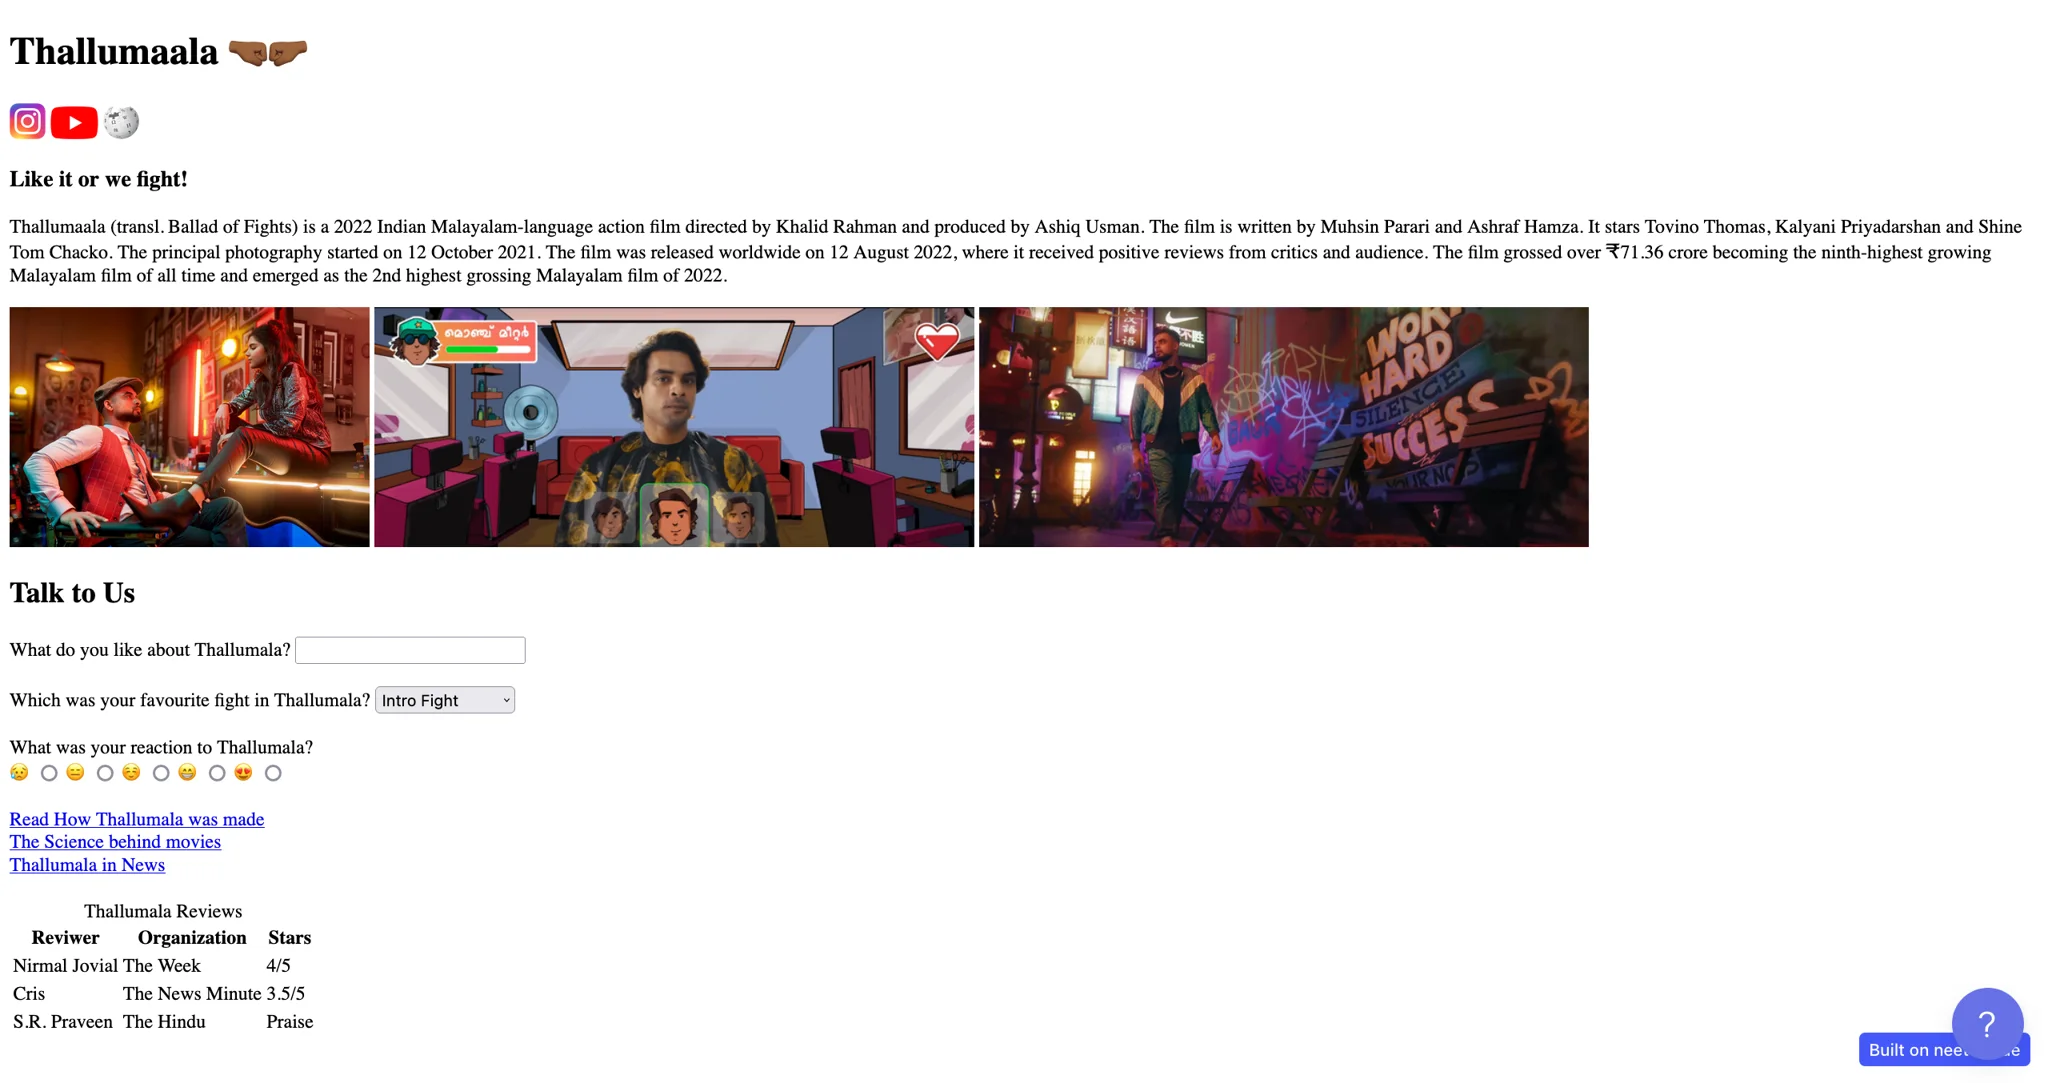 Thallumaala 🤜🏾🤛🏾
Like it or we fight!
Thallumaala (transl. Ballad of Fights) is a 2022 Indian Malayalam-language action film directed by Khalid Rahman and produced by Ashiq Usman. The film is written by Muhsin Parari and Ashraf Hamza. It stars Tovino Thomas, Kalyani Priyadarshan and Shine
Tom Chacko. The principal photography started on 12 October 2021. The film was released worldwide on 12 August 2022, where it received positive reviews from critics and audience. The film grossed over ₹71.36 crore becoming the ninth-highest growing
Malayalam film of all time and emerged as the 2nd highest grossing Malayalam film of 2022.
മൊഞ്ച് മീറ്റർ
WORK
HARD
SILENCE
SUCCESS
Talk to Us
What do you like about Thallumala?
Which was your favourite fight in Thallumala? Intro Fight
What was your reaction to Thallumala?
😥 😑 ☺️ 😁 😍
Read How Thallumala was made
The Science behind movies
Thallumala in News
Thallumala Reviews
Reviwer Organization Stars
Nirmal Jovial The Week 4/5
Cris The News Minute 3.5/5
S.R. Praveen The Hindu Praise
?
Built on